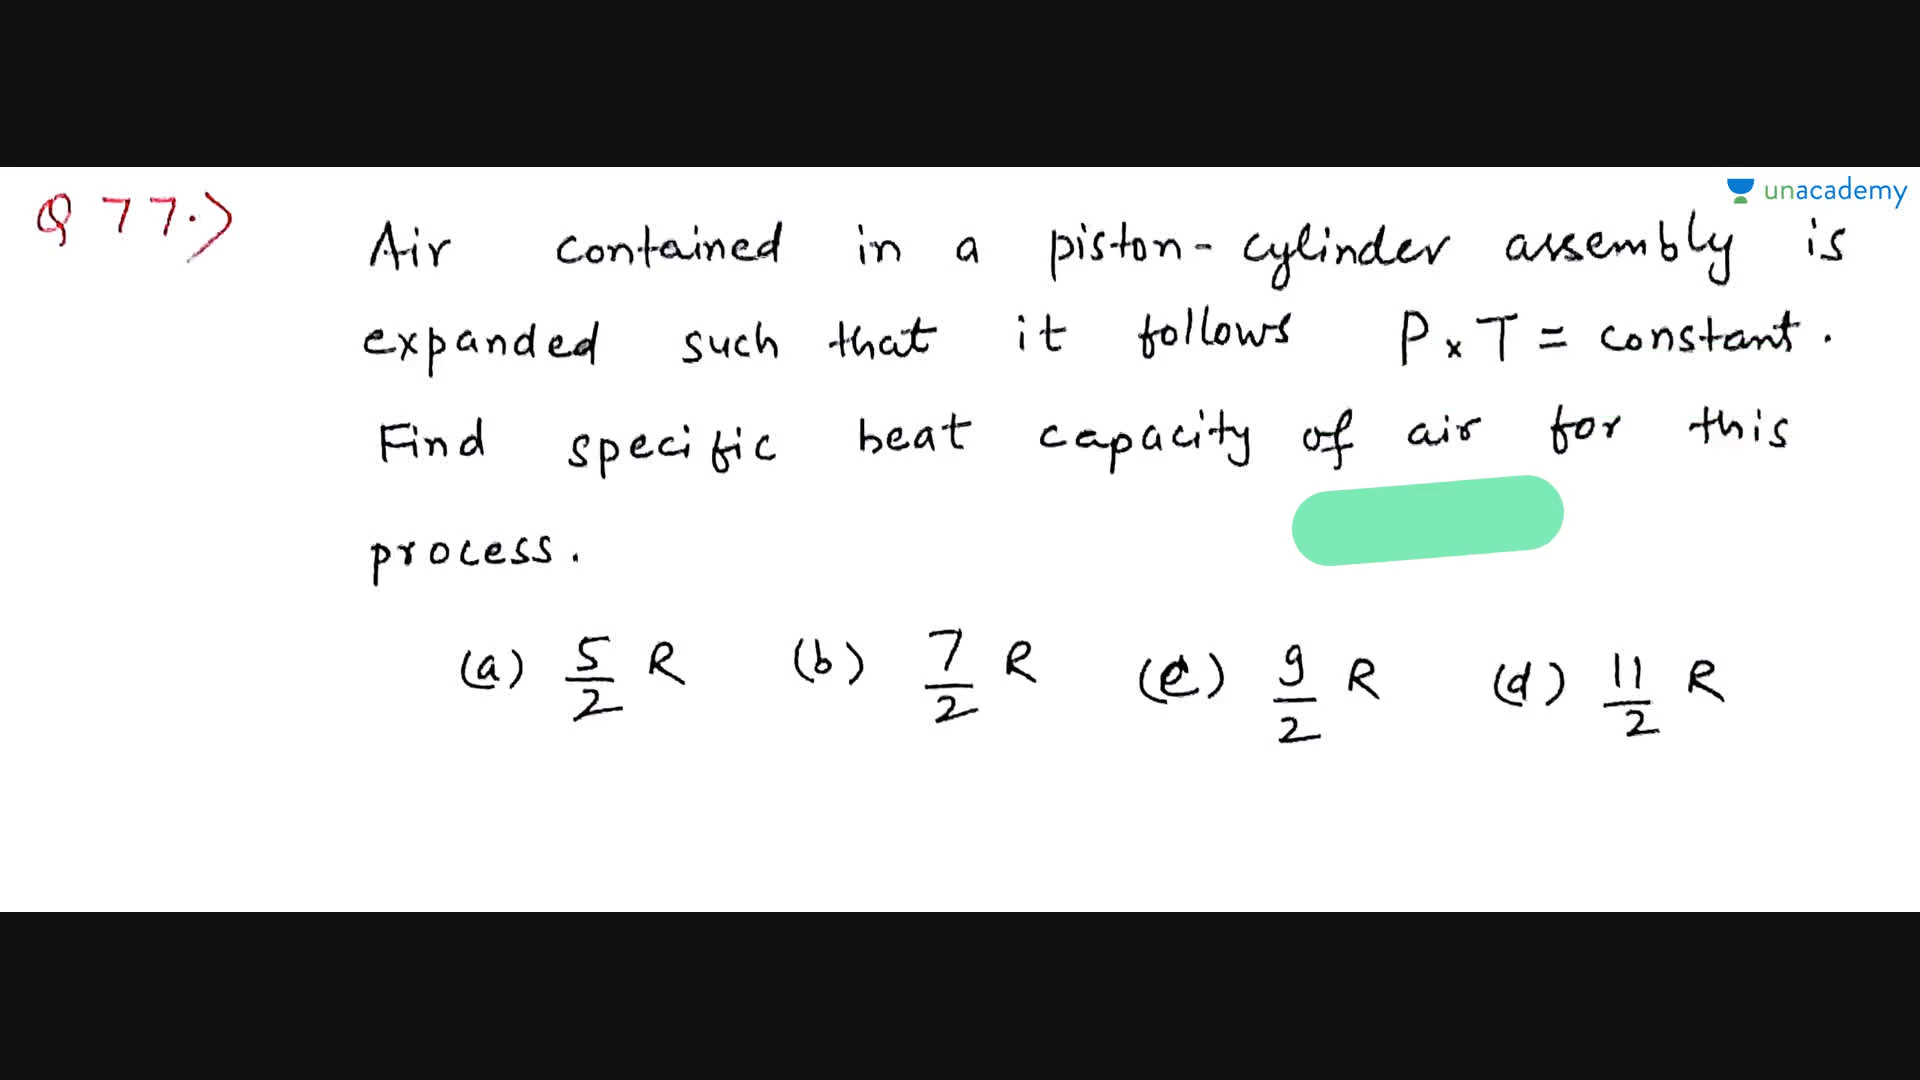 unacademy
Q 77.)
Air contained in a piston-cylinder assembly is
expanded such that it follows P x T = constant.
Find specific heat capacity of air for this
process.
(a) 5/2 R (b) 7/2 R (c) 9/2 R (d) 11/2 R